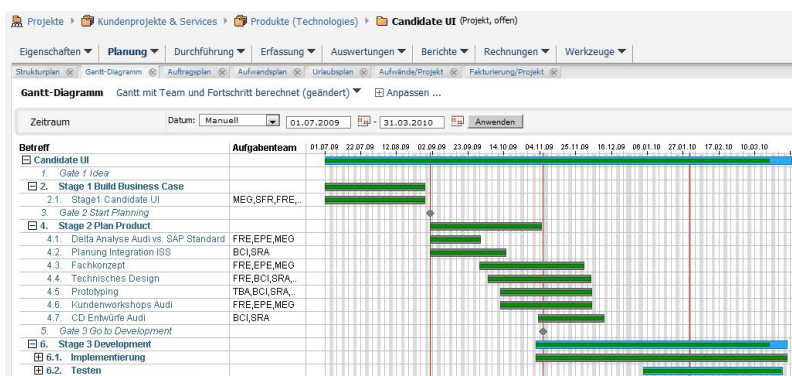 Projekte Kundenprojekte & Services Produkte (Technologies) Candidate UI (Projekt, offen)
Eigenschaften Planung Durchführung Erfassung Auswertungen Berichte Rechnungen Werkzeuge
Strukturplan Gantt-Diagramm Auftragsplan Aufwandsplan Urlaubsplan Aufwände/Projekt Fakturierung/Projekt
Gantt-Diagramm Gantt mit Team und Fortschritt berechnet (geändert) Anpassen ...
Zeitraum Datum: Manuell 01.07.2009 - 31.03.2010 Anwenden
Betreff Aufgabenteam 01.07.09 22.07.09 12.08.09 02.09.09 23.09.09 14.10.09 04.11.09 25.11.09 16.12.09 06.01.10 27.01.10 17.02.10 10.03.10
Candidate UI
1. Gate 1 Idea
2. Stage 1 Build Business Case
2.1. Stage1 Candidate UI MEG,SFR,FRE,..
3. Gate 2 Start Planning
4. Stage 2 Plan Product
4.1. Delta Analyse Audi vs. SAP Standard FRE,EPE,MEG
4.2. Planung Integration ISS BCI,SRA
4.3. Fachkonzept FRE,EPE,MEG
4.4. Technisches Design FRE,BCI,SRA,..
4.5. Prototyping TBA,BCI,SRA,..
4.6. Kundenworkshops Audi FRE,EPE,MEG
4.7. CD Entwürfe Audi BCI,SRA
5. Gate 3 Go to Development
6. Stage 3 Development
6.1. Implementierung
6.2. Testen